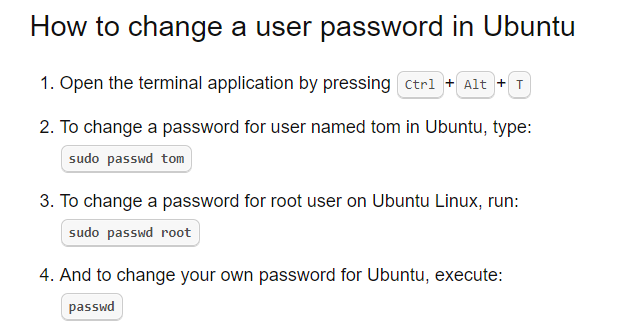 How to change a user password in Ubuntu
1. Open the terminal application by pressing Ctrl + Alt + T
2. To change a password for user named tom in Ubuntu, type:
sudo passwd tom
3. To change a password for root user on Ubuntu Linux, run:
sudo passwd root
4. And to change your own password for Ubuntu, execute:
passwd